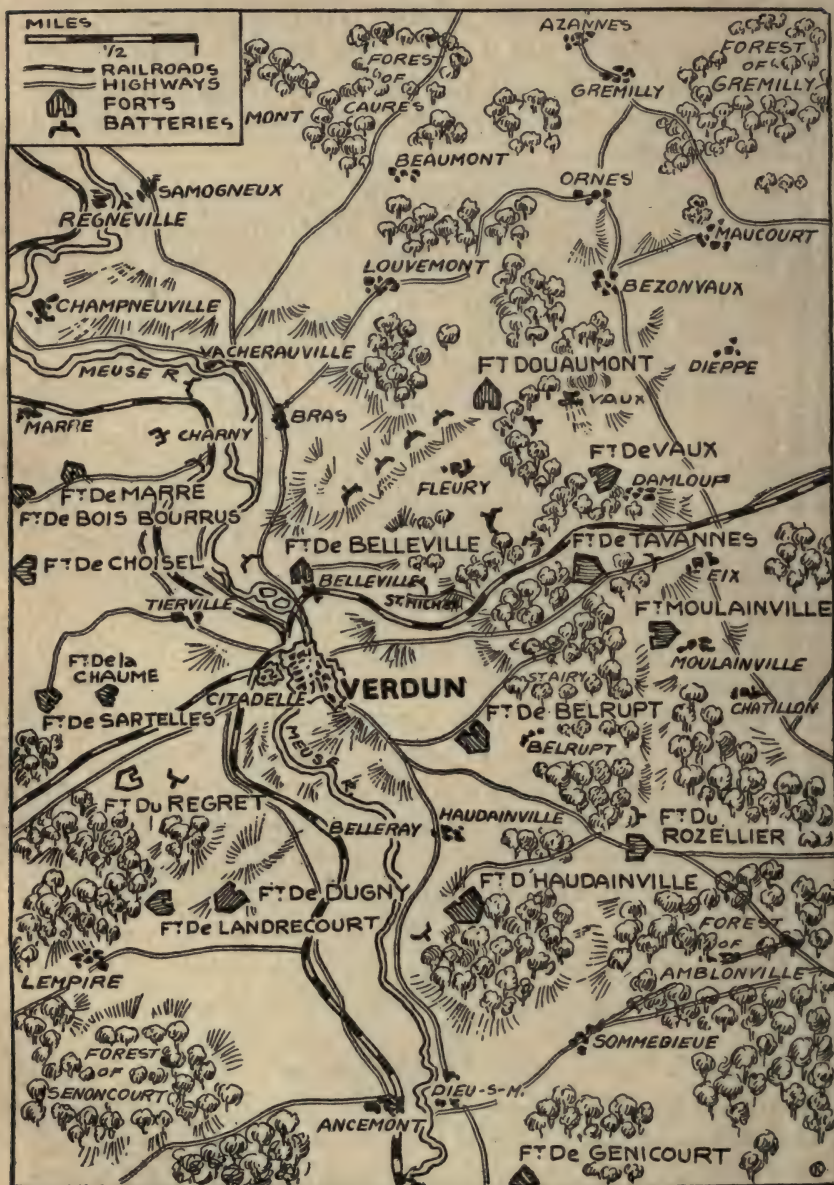 MILES
1/2
RAILROADS
HIGHWAYS
FORTS
BATTERIES
AZANNES
FOREST
OF
CAURES
FOREST
OF
GREMILLY
GREMILLY
MONT
BEAUMONT
SAMOGNEUX
REGNEVILLE
ORNES
MAUCOURT
LOUVEMONT
BEZONVAUX
CHAMPNEUVILLE
VACHERAUVILLE
MEUSE R.
FT DOUAUMONT
DIEPPE
VAUX
MARRE
CHARNY
BRAS
FT De VAUX
FLEURY
DAMLOUP
FT De MARRE
FT De BOIS BOURRUS
FT De BELLEVILLE
FT De TAVANNES
FT De CHOISEL
BELLEVILLE
EIX
ST. MICHEL
TIERVILLE
FT MOULAINVILLE
FT De la
CHAUME
MOULAINVILLE
CITADELLE
VERDUN
STAIRY
CHATILLON
FT De SARTELLES
FT De BELRUPT
BELRUPT
MEUSE R.
FT Du REGRET
BELLERAY
HAUDAINVILLE
FT Du
ROZELLIER
FT De DUGNY
FT D'HAUDAINVILLE
FT De LANDRECOURT
FOREST
OF
AMBLONVILLE
LEMPIRE
SOMMEDIEUE
FOREST
OF
SENONCOURT
DIEU-S-M.
ANCEMONT
FT De GENICOURT